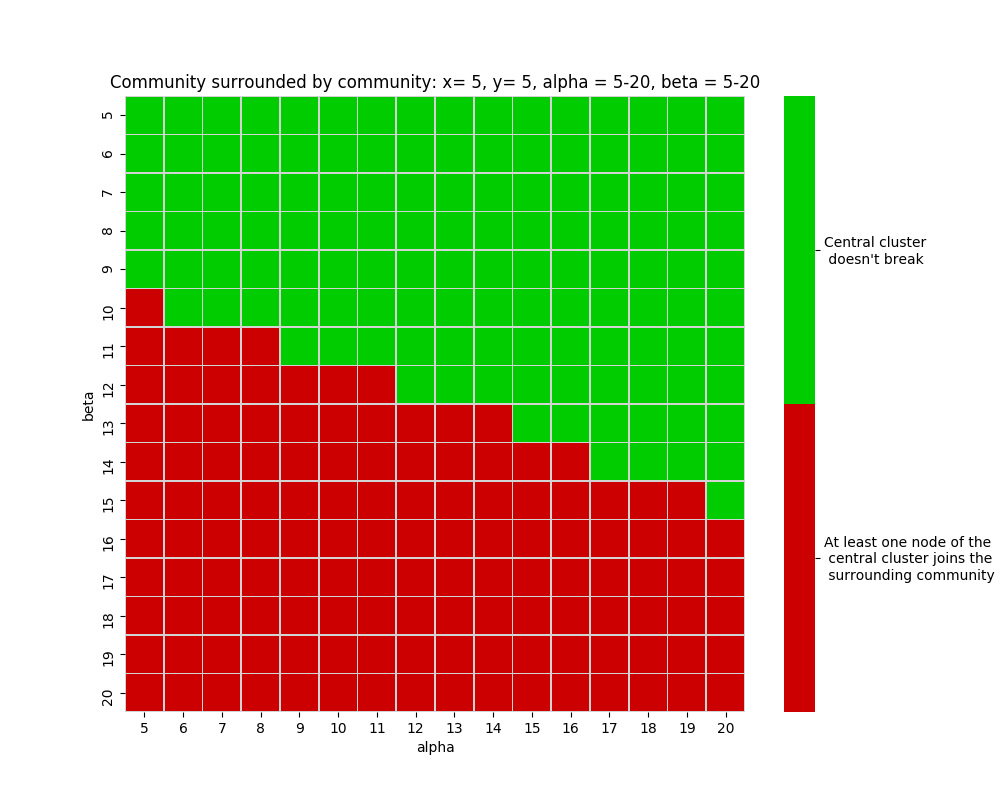 Community surrounded by community: x= 5, y= 5, alpha = 5-20, beta = 5-20
beta
5
6
7
8
9
10
11
12
13
14
15
16
17
18
19
20
5 6 7 8 9 10 11 12 13 14 15 16 17 18 19 20
alpha
Central cluster
doesn't break
At least one node of the
central cluster joins the
surrounding community